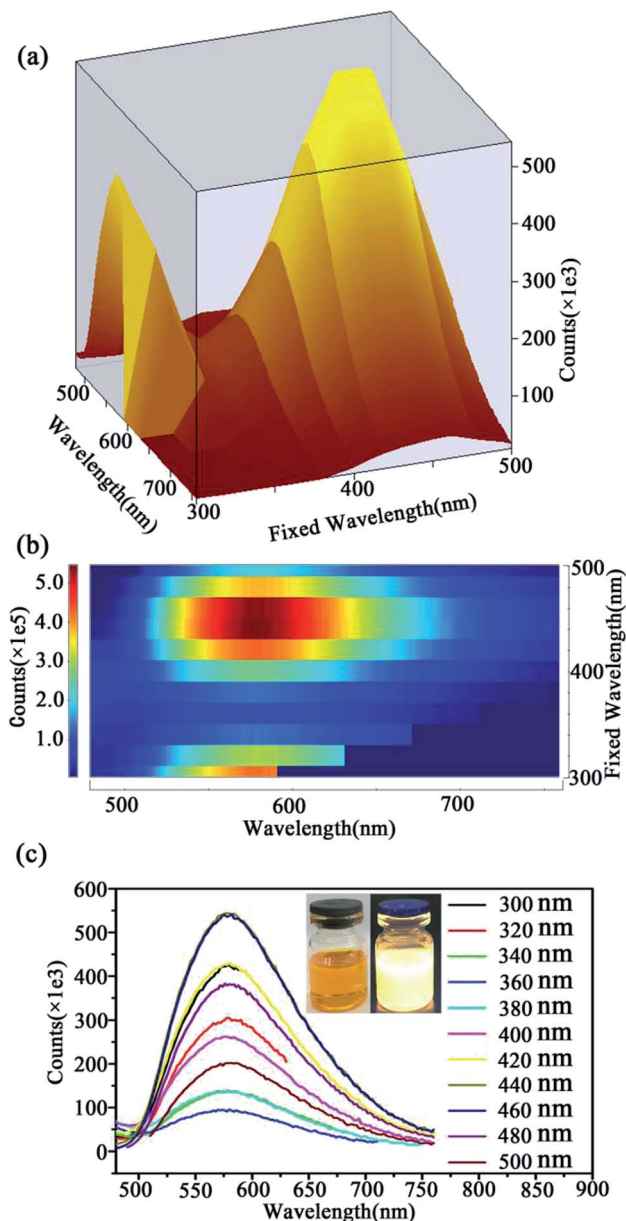 (a)
500
400
300
200
100
Counts(×1e3)
500
600
700
Wavelength(nm)
300
400
500
Fixed Wavelength(nm)
(b)
5.0
4.0
3.0
2.0
1.0
Counts(×1e5)
500
400
300
Fixed Wavelength(nm)
500
600
700
Wavelength(nm)
(c)
600
500
400
300
200
100
0
Counts(×1e3)
300 nm
320 nm
340 nm
360 nm
380 nm
400 nm
420 nm
440 nm
460 nm
480 nm
500 nm
500 550 600 650 700 750 800 850 900
Wavelength(nm)